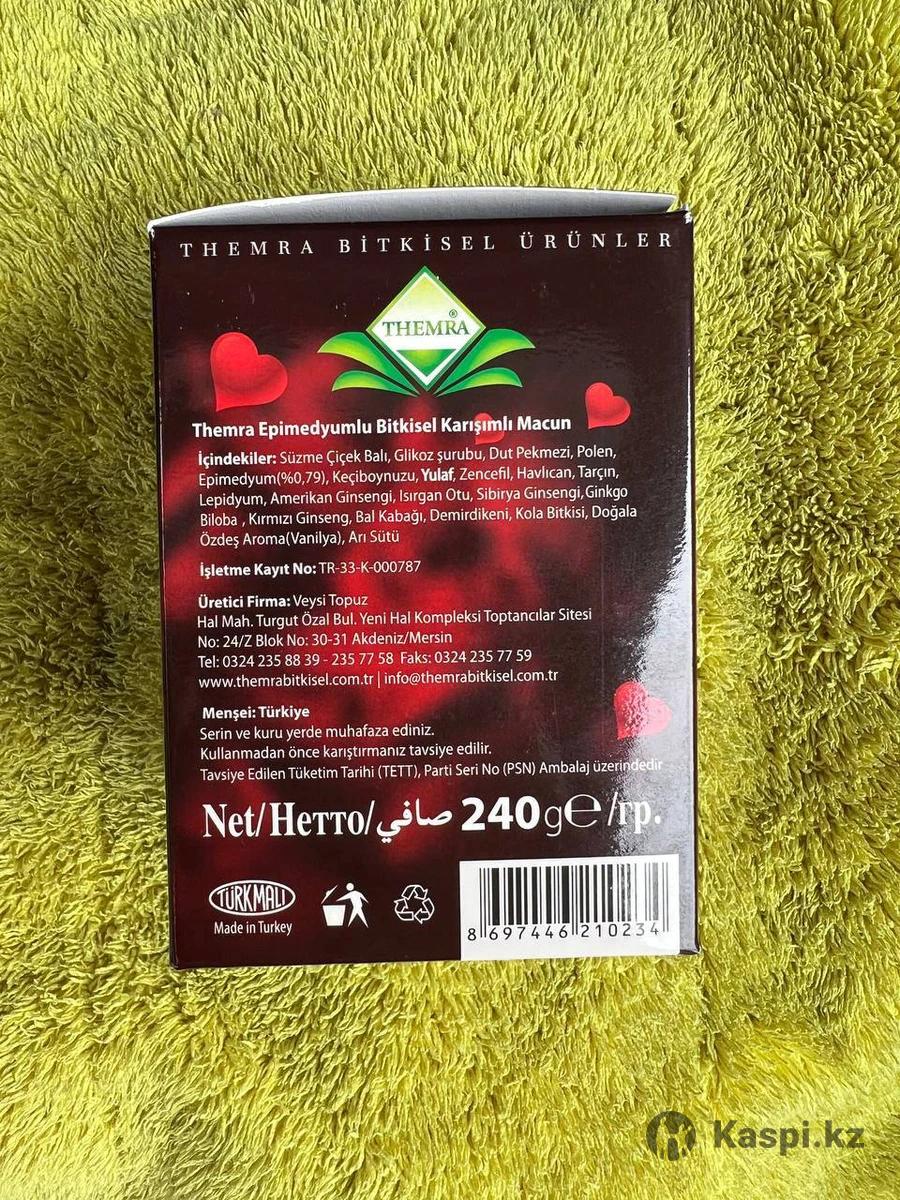 THEMRA BİTKİSEL ÜRÜNLER
THEMRA®
Themra Epimedyumlu Bitkisel Karışımlı Macun
İçindekiler: Süzme Çiçek Balı, Glikoz şurubu, Dut Pekmezi, Polen,
Epimedyum(%0,79), Keçiboynuzu, Yulaf, Zencefil, Havlıcan, Tarçın,
Lepidyum, Amerikan Ginsengi, Isırgan Otu, Sibirya Ginsengi,Ginkgo
Biloba , Kırmızı Ginseng, Bal Kabağı, Demirdikeni, Kola Bitkisi, Doğala
Özdeş Aroma(Vanilya), Arı Sütü
İşletme Kayıt No: TR-33-K-000787
Üretici Firma: Veysi Topuz
Hal Mah. Turgut Özal Bul. Yeni Hal Kompleksi Toptancılar Sitesi
No: 24/Z Blok No: 30-31 Akdeniz/Mersin
Tel: 0324 235 88 39 - 235 77 58 Faks: 0324 235 77 59
www.themrabitkisel.com.tr | info@themrabitkisel.com.tr
Menşei: Türkiye
Serin ve kuru yerde muhafaza ediniz.
Kullanmadan önce karıştırmanız tavsiye edilir.
Tavsiye Edilen Tüketim Tarihi (TETT), Parti Seri No (PSN) Ambalaj üzerindedir
Net/Нетто/صافي 240g℮/гр.
TÜRKMALI
Made in Turkey
8 697446 210234
Kaspi.kz